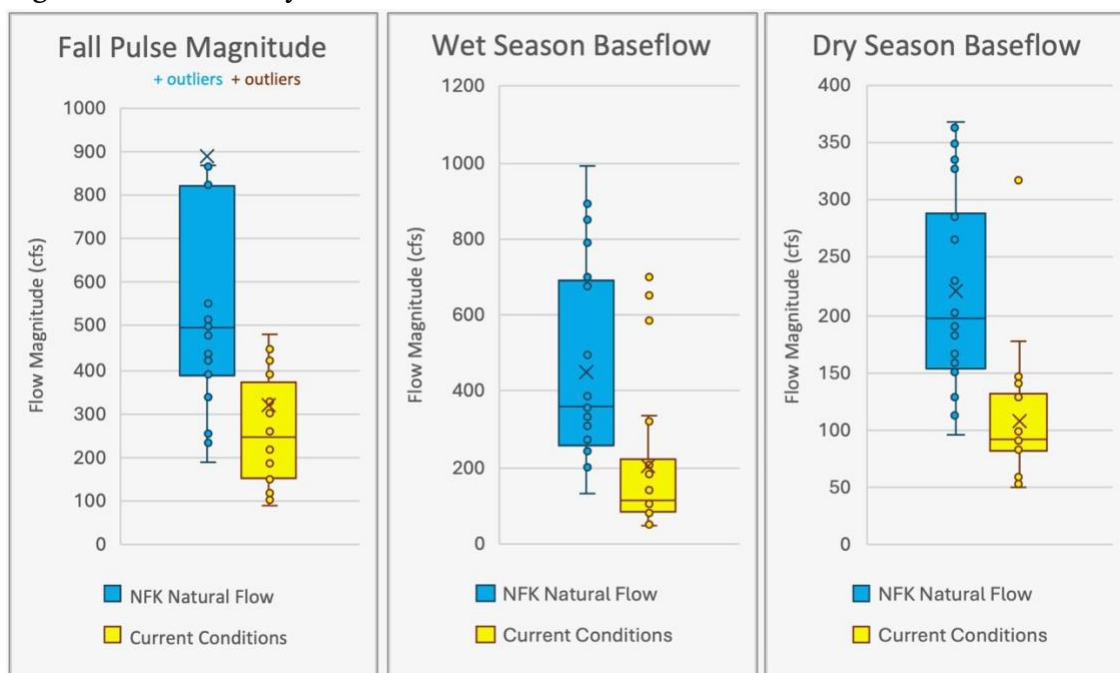 Fall Pulse Magnitude
+ outliers + outliers
1000
900
800
700
600
500
400
300
200
100
0
Flow Magnitude (cfs)
NFK Natural Flow
Current Conditions
Wet Season Baseflow
1200
1000
800
600
400
200
0
Flow Magnitude (cfs)
NFK Natural Flow
Current Conditions
Dry Season Baseflow
400
350
300
250
200
150
100
50
0
Flow Magnitude (cfs)
NFK Natural Flow
Current Conditions